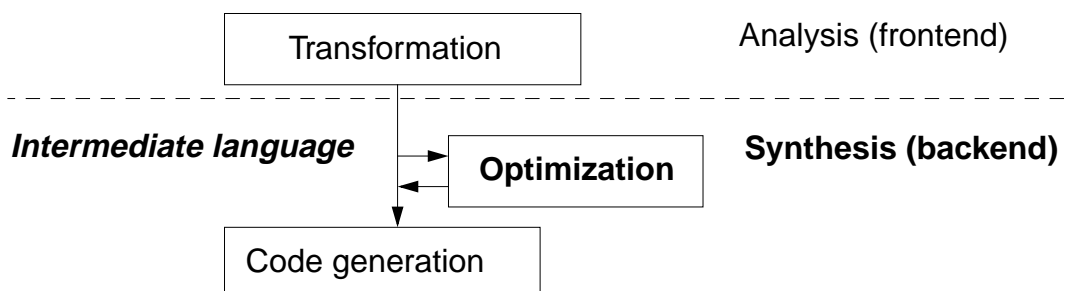 Transformation
Analysis (frontend)
Intermediate language
Optimization
Synthesis (backend)
Code generation